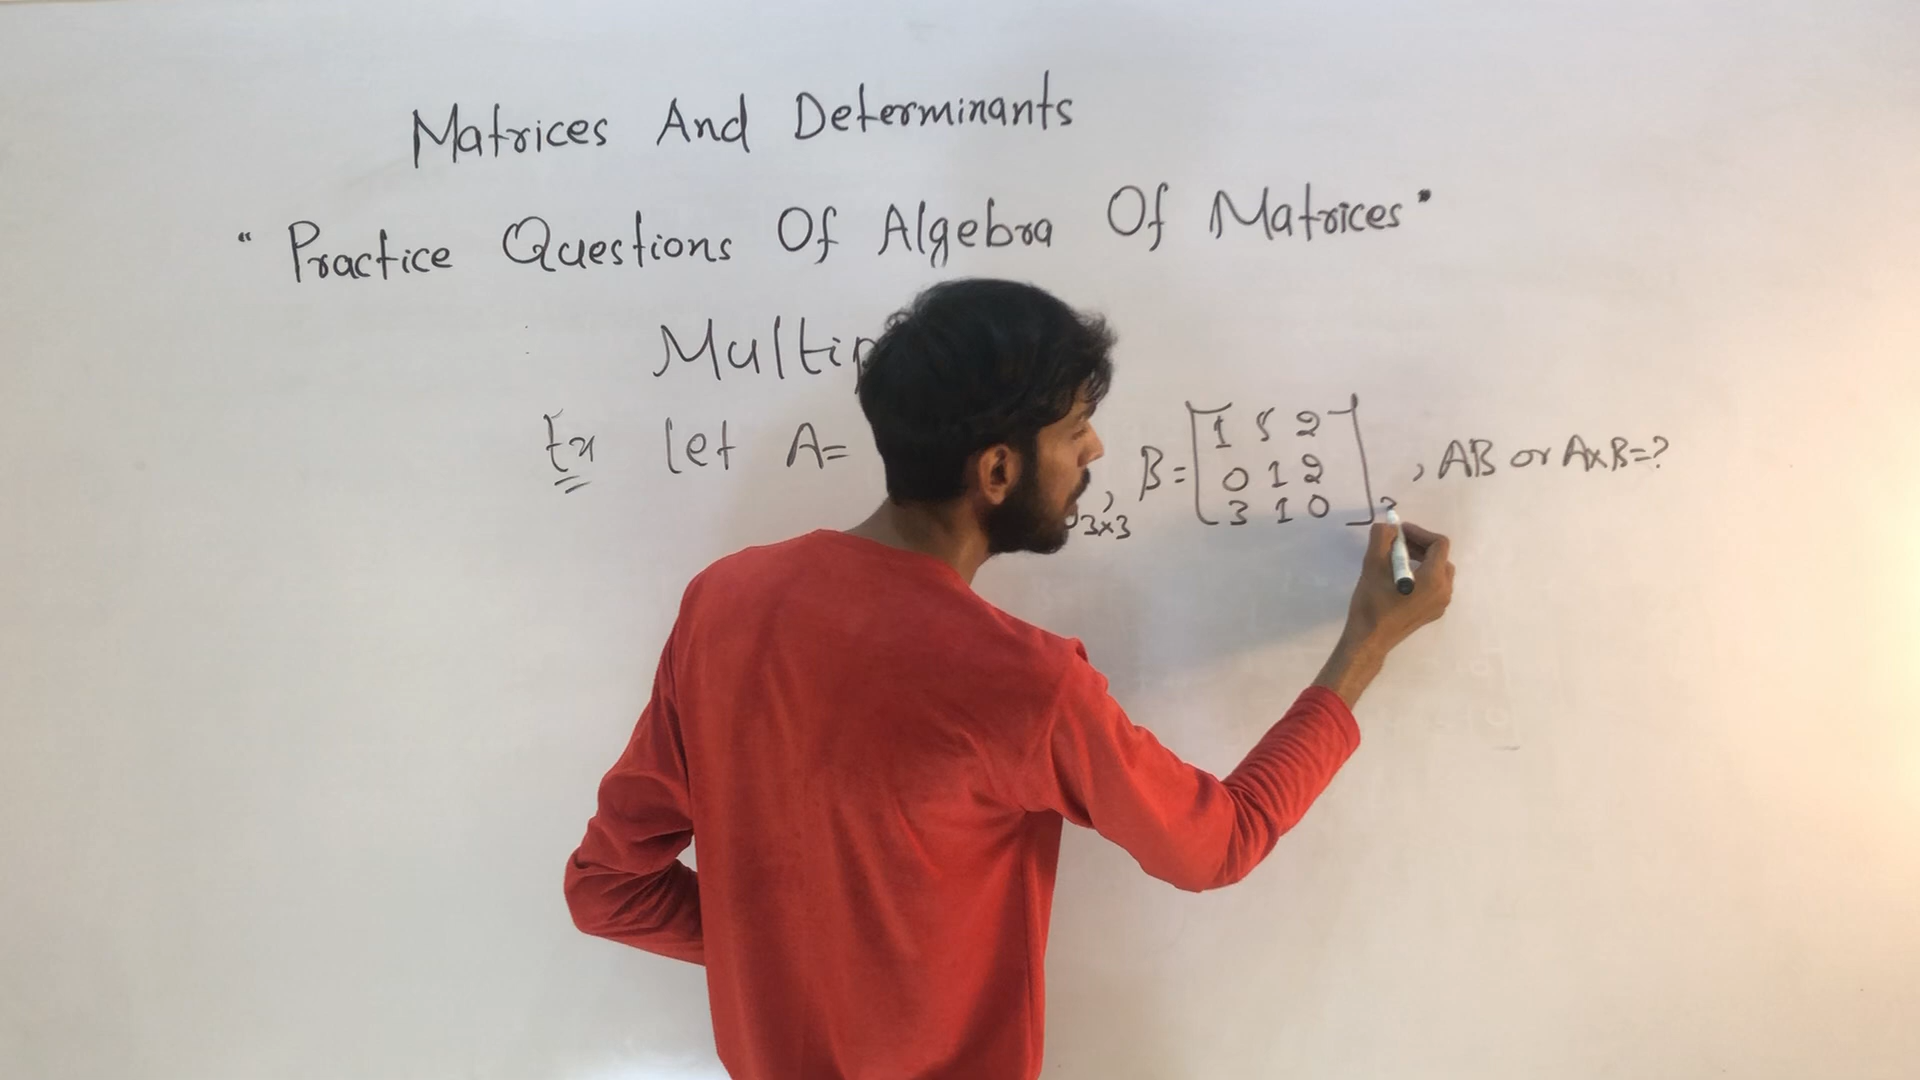 Matrices And Determinants
"Practice Questions Of Algebra Of Matrices"
Ex Let A= 3x3, B= [1 5 2
0 1 2
3 1 0] , AB or AxB=?